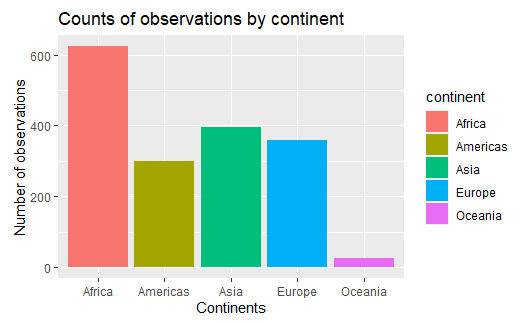 Counts of observations by continent
Number of observations
600
400
200
0
Africa
Americas
Asia
Europe
Oceania
Continents
continent
Africa
Americas
Asia
Europe
Oceania